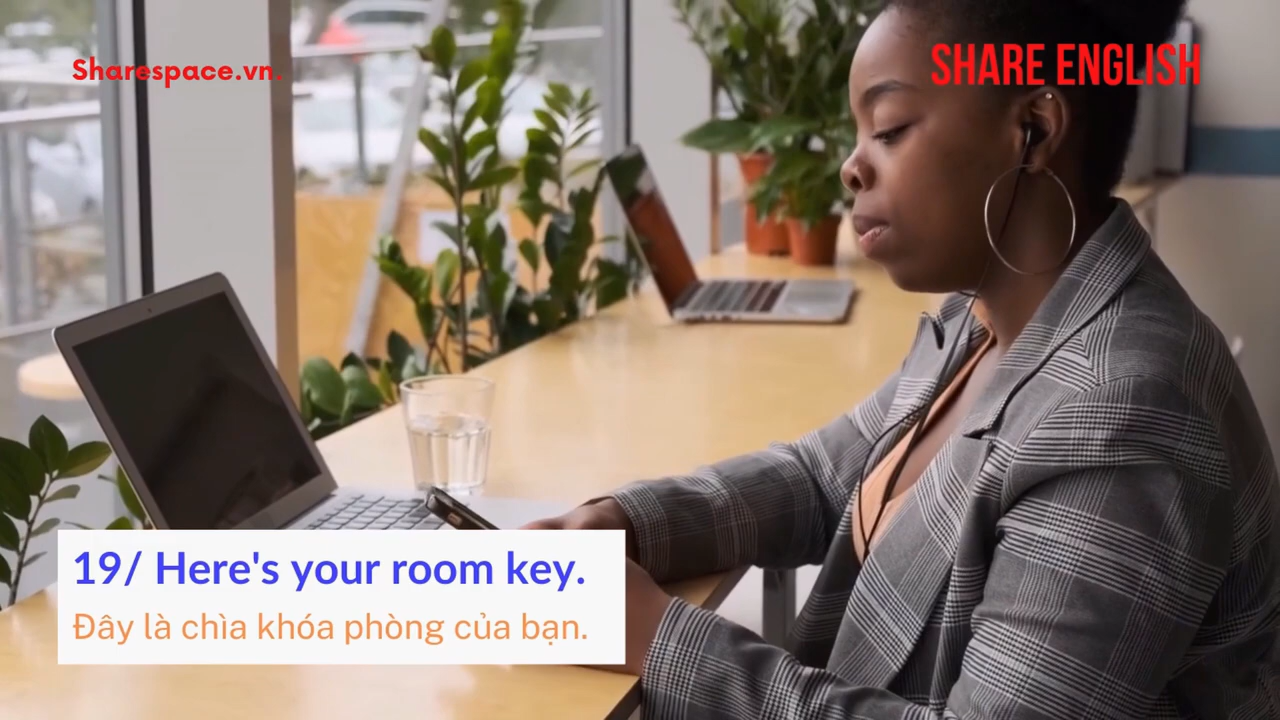 Sharespace.vn.
SHARE ENGLISH
19/ Here's your room key.
Đây là chìa khóa phòng của bạn.